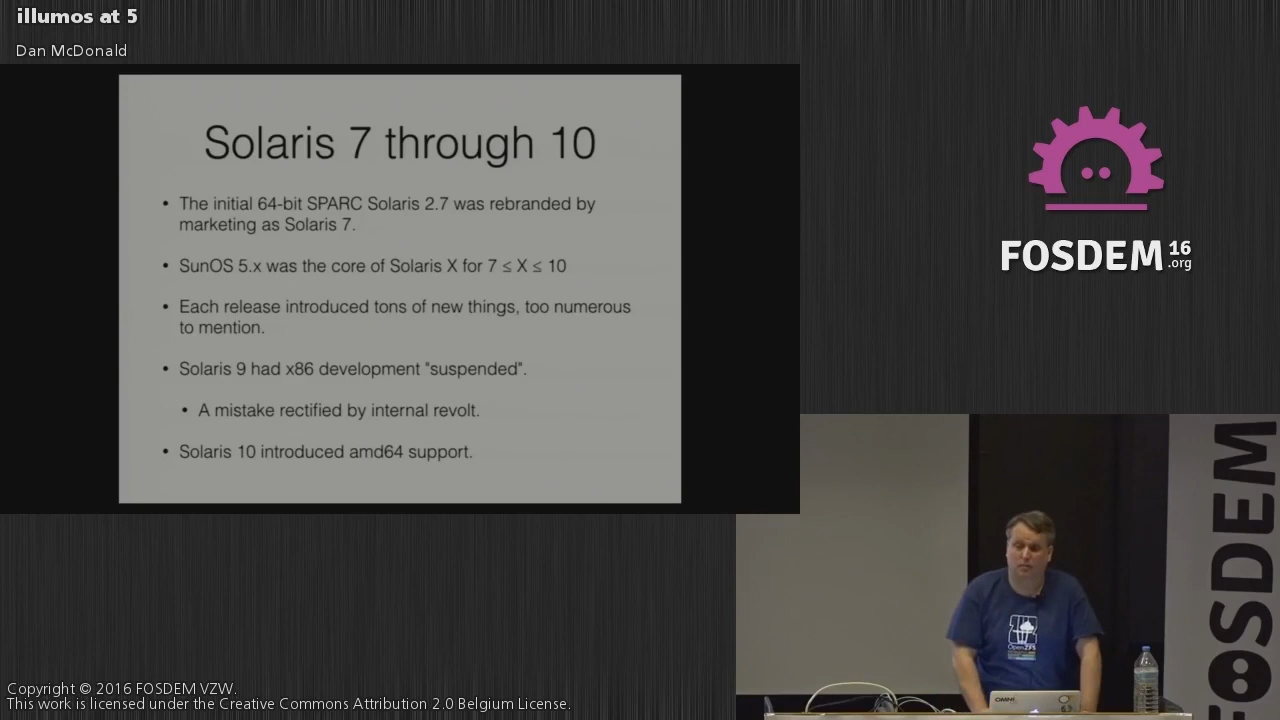 illumos at 5
Dan McDonald
Solaris 7 through 10
• The initial 64-bit SPARC Solaris 2.7 was rebranded by
marketing as Solaris 7.
• SunOS 5.x was the core of Solaris X for 7 ≤ X ≤ 10
• Each release introduced tons of new things, too numerous
to mention.
• Solaris 9 had x86 development "suspended".
• A mistake rectified by internal revolt.
• Solaris 10 introduced amd64 support.
FOSDEM 16
.org
OpenZFS
OMNI
FOSDEM
Copyright © 2016 FOSDEM VZW.
This work is licensed under the Creative Commons Attribution 2. Belgium License